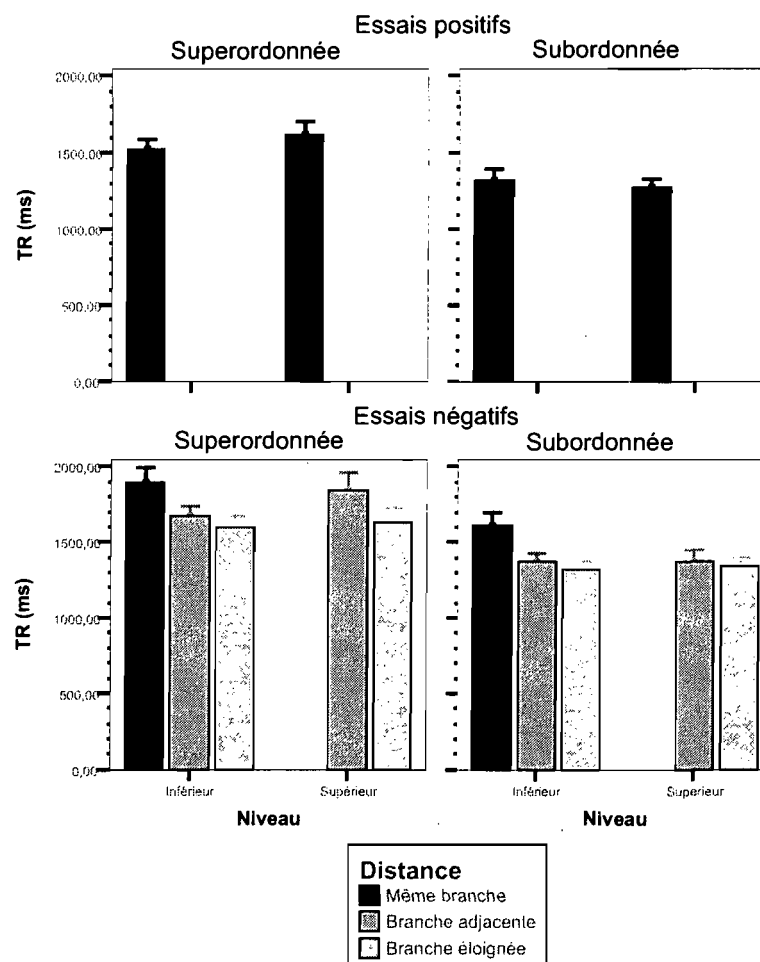 Essais positifs
Superordonnée Subordonnée
2000,00
1500,00
1000,00
500,00
0,00
TR (ms)
Essais négatifs
Superordonnée Subordonnée
2000,00
1500,00
1000,00
500,00
0,00
TR (ms)
Inférieur Supérieur Inférieur Supérieur
Niveau Niveau
Distance
Même branche
Branche adjacente
Branche éloignée